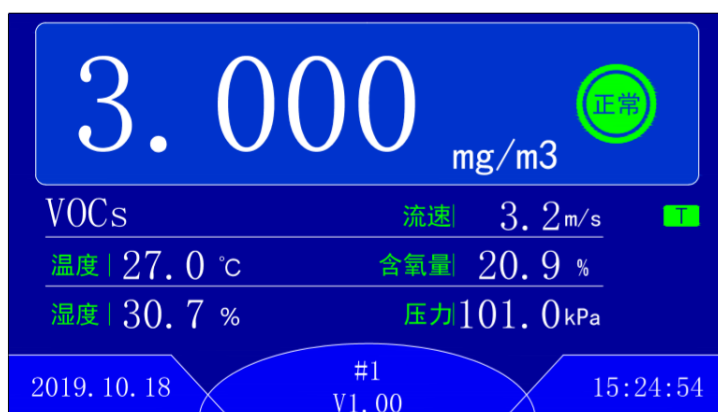 3.000 mg/m3 正常
VOCs 流速 3.2m/s T
温度 27.0 ℃ 含氧量 20.9 %
湿度 30.7 % 压力 101.0kPa
2019.10.18 #1 15:24:54
V1.00